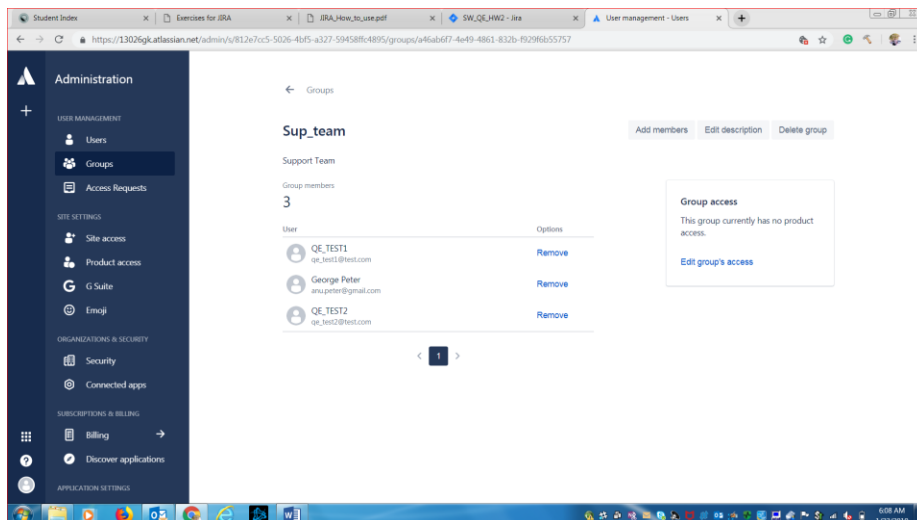 Student Index
Exercises for JIRA
JIRA_How_to_use.pdf
SW_QE_HW2 - Jira
User management - Users
https://13026gk.atlassian.net/admin/s/812e7cc5-5026-4bf5-a327-59458ffc4895/groups/a46ab6f7-4e49-4861-832b-f929f6b55757
Administration
USER MANAGEMENT
Users
Groups
Access Requests
SITE SETTINGS
Site access
Product access
G Suite
Emoji
ORGANIZATIONS & SECURITY
Security
Connected apps
SUBSCRIPTIONS & BILLING
Billing
Discover applications
APPLICATION SETTINGS
Groups
Sup_team
Add members Edit description Delete group
Support Team
Group members
3
User Options
QE_TEST1
qe_test1@test.com
Remove
George Peter
anu.peter@gmail.com
Remove
QE_TEST2
qe_test2@test.com
Remove
1
Group access
This group currently has no product
access.
Edit group's access
6:08 AM